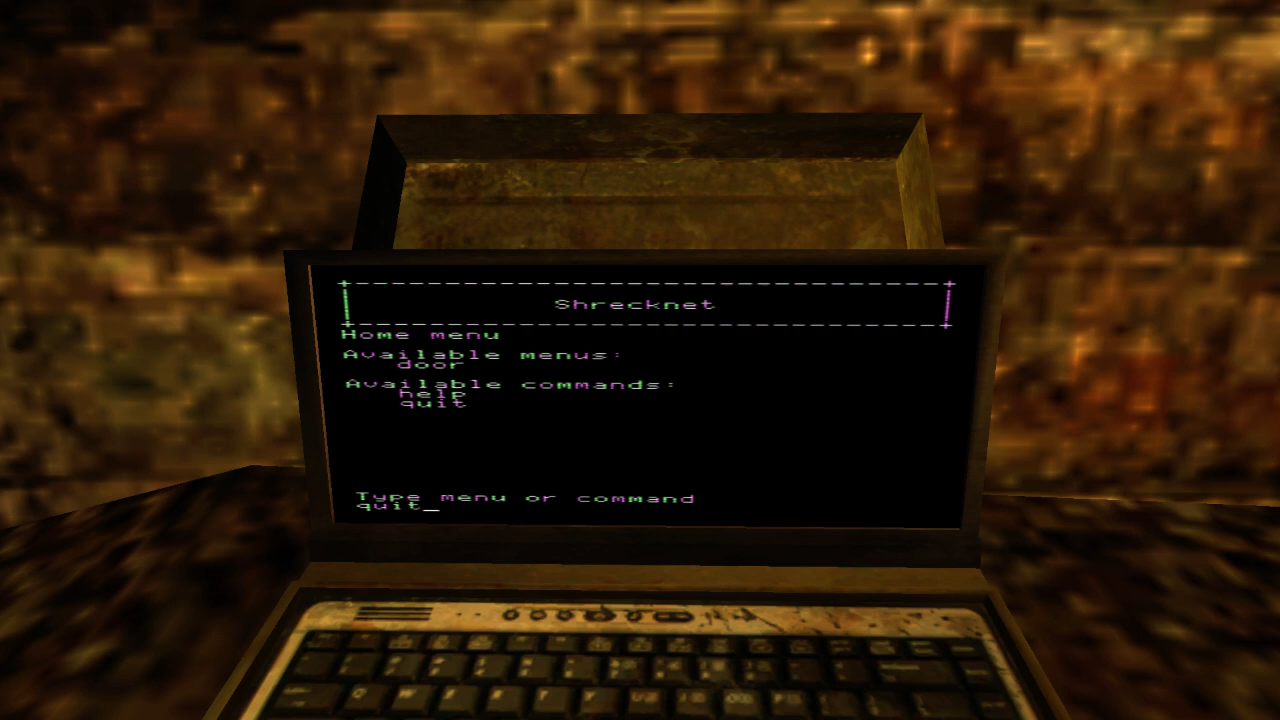 Shrecknet
Home menu
Available menus:
door
Available commands:
help
quit
Type menu or command
quit_